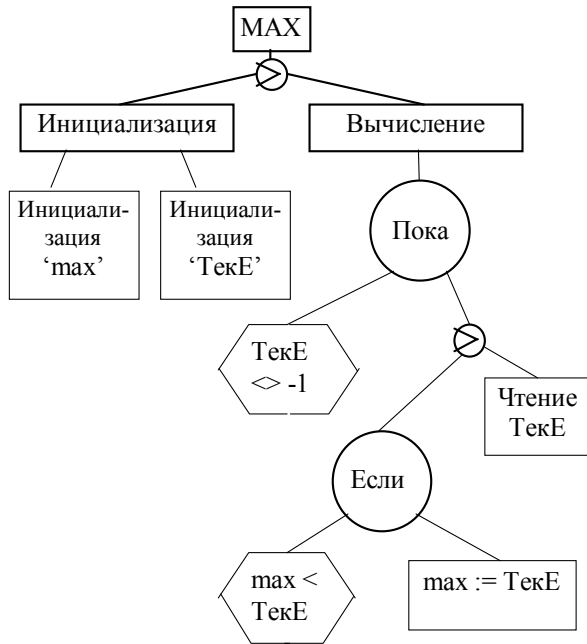 MAX
>
Инициализация
Вычисление
Инициали-
зация
‘max’
Инициали-
зация
‘ТекЕ’
Пока
ТекЕ
<> -1
>
Чтение
ТекЕ
Если
max <
ТекЕ
max := ТекЕ